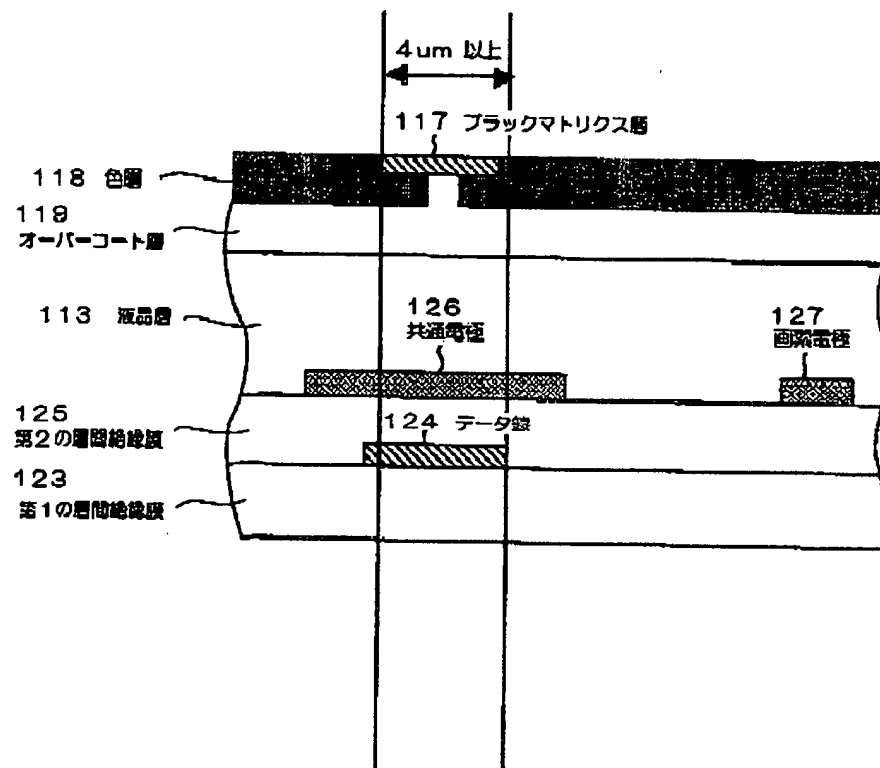 4um 以上
117 ブラックマトリクス層
118 色層
119
オーバーコート層
126
共通電極
127
画素電極
113 液晶層
125
第2の層間絶縁膜
124 データ線
123
第1の層間絶縁膜